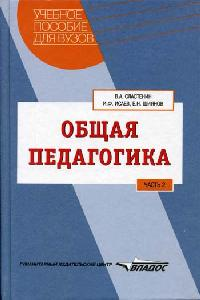 УЧЕБНОЕ
ПОСОБИЕ
ДЛЯ ВУЗОВ
В.А. СЛАСТЕНИН
И.Ф. ИСАЕВ, Е.Н. ШИЯНОВ
ОБЩАЯ
ПЕДАГОГИКА
ЧАСТЬ 2
ГУМАНИТАРНЫЙ ИЗДАТЕЛЬСКИЙ ЦЕНТР
ВЛАДОС